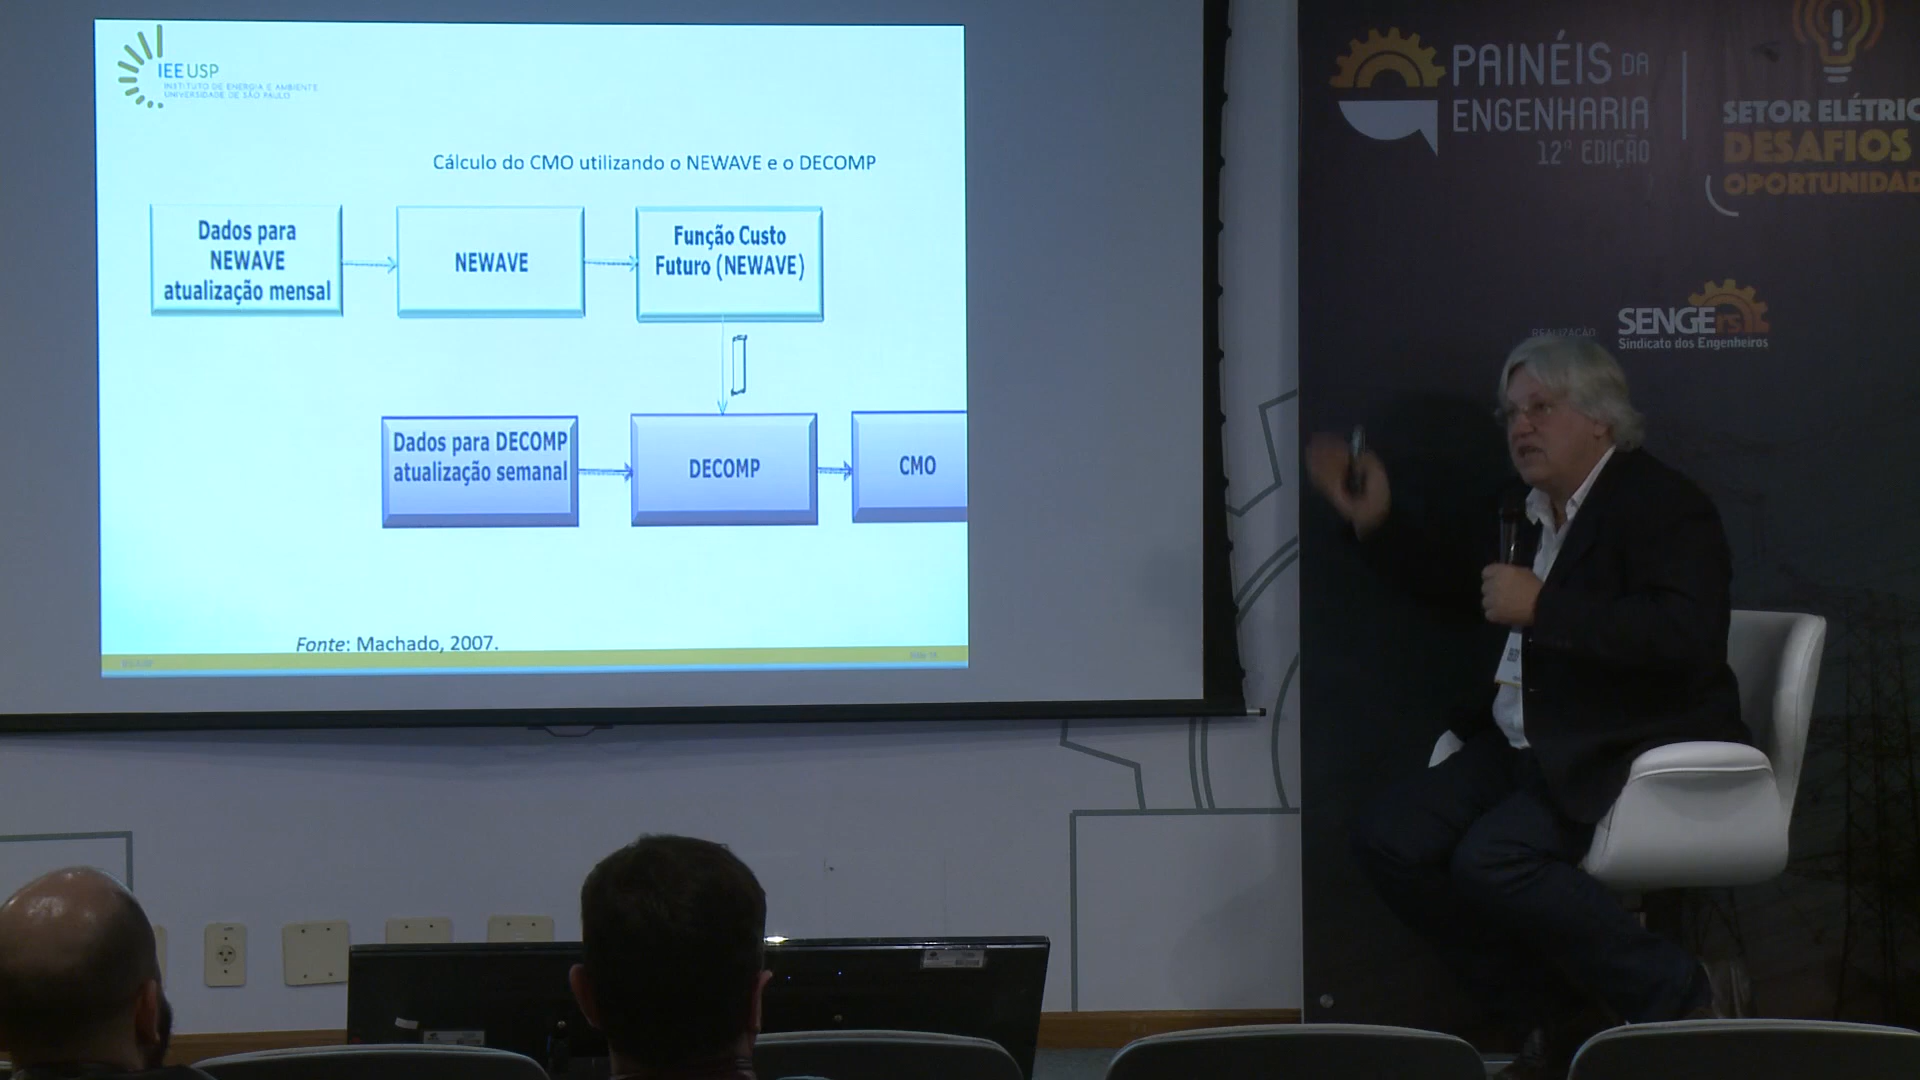 IEE USP
INSTITUTO DE ENERGIA E AMBIENTE
UNIVERSIDADE DE SÃO PAULO
Cálculo do CMO utilizando o NEWAVE e o DECOMP
Dados para
NEWAVE
atualização mensal
NEWAVE
Função Custo
Futuro (NEWAVE)
Dados para DECOMP
atualização semanal
DECOMP
CMO
Fonte: Machado, 2007.
PAINÉIS DA
ENGENHARIA
12ª EDIÇÃO
SETOR ELÉTRIC
DESAFIOS
OPORTUNIDAD
REALIZAÇÃO
SENGE rs
Sindicato dos Engenheiros